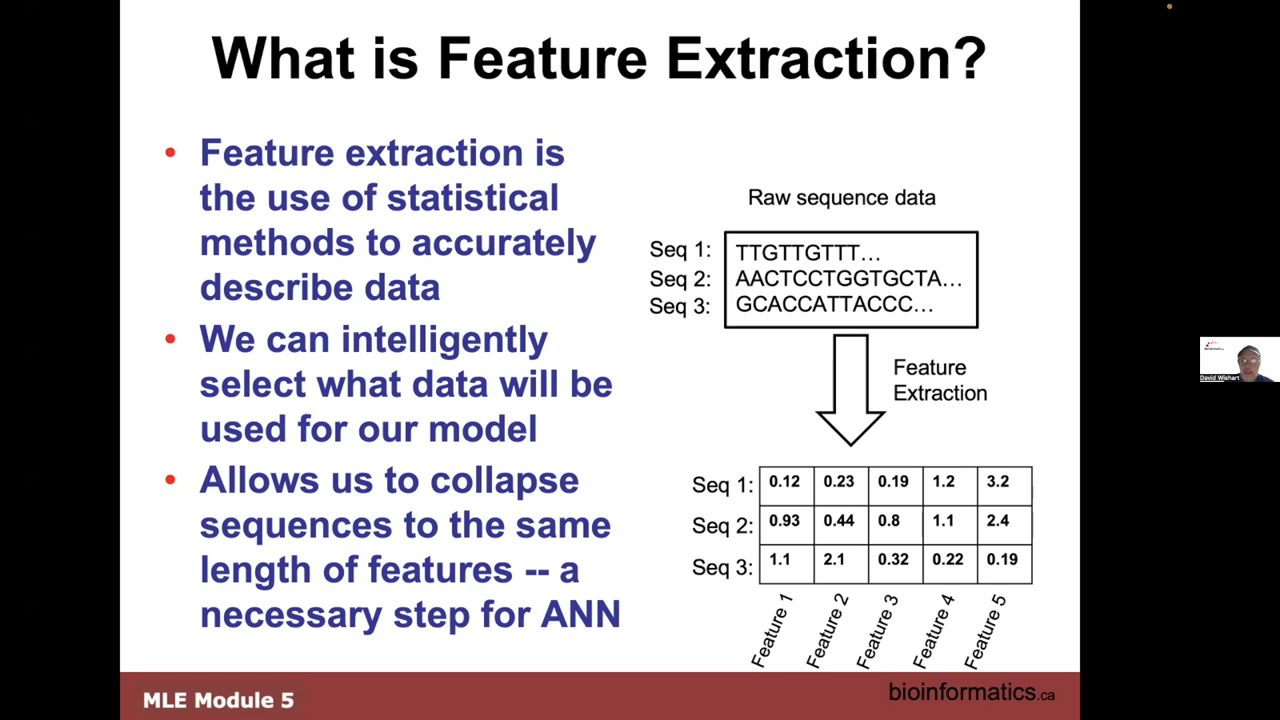 What is Feature Extraction?
• Feature extraction is
the use of statistical
methods to accurately
describe data
• We can intelligently
select what data will be
used for our model
• Allows us to collapse
sequences to the same
length of features -- a
necessary step for ANN
Raw sequence data
Seq 1: TTGTTGTTT...
Seq 2: AACTCCTGGTGCTA...
Seq 3: GCACCATTACCC...
Feature
Extraction
Seq 1: 0.12 0.23 0.19 1.2 3.2
Seq 2: 0.93 0.44 0.8 1.1 2.4
Seq 3: 1.1 2.1 0.32 0.22 0.19
Feature 1 Feature 2 Feature 3 Feature 4 Feature 5
MLE Module 5
bioinformatics.ca
David Wishart